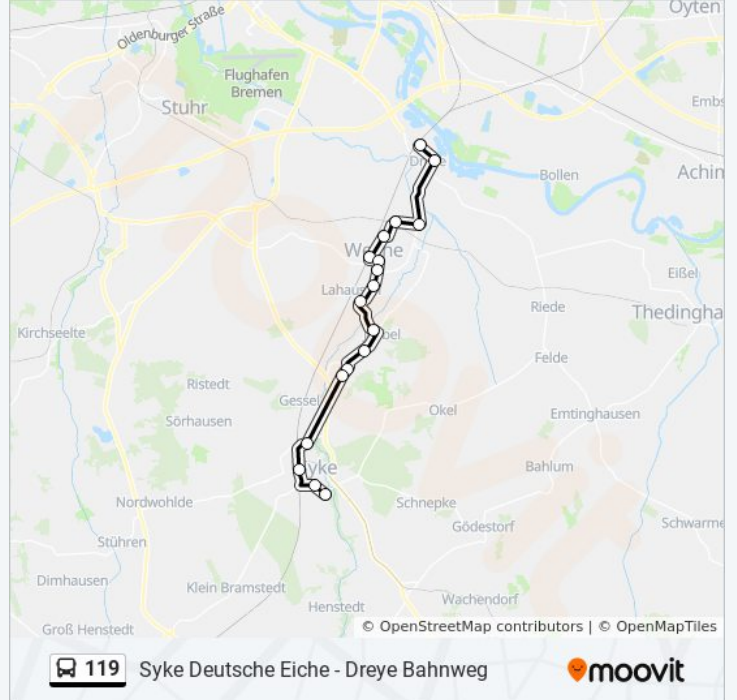 Oyten
Oldenburger Straße
Flughafen
Bremen
Stuhr
Embs
Bollen
Achim
Eißel
Riede
Thedingha
Kirchseelte
Felde
Ristedt
Gessel
Okel
Emtinghausen
Sörhausen
yke
Bahlum
Nordwohlde
Schnepke
Schwarme
Gödestorf
Stühren
Dimhausen
Klein Bramstedt
Wachendorf
Henstedt
Groß Henstedt
© OpenStreetMap contributors | © OpenMapTiles
119 Syke Deutsche Eiche - Dreye Bahnweg moovit